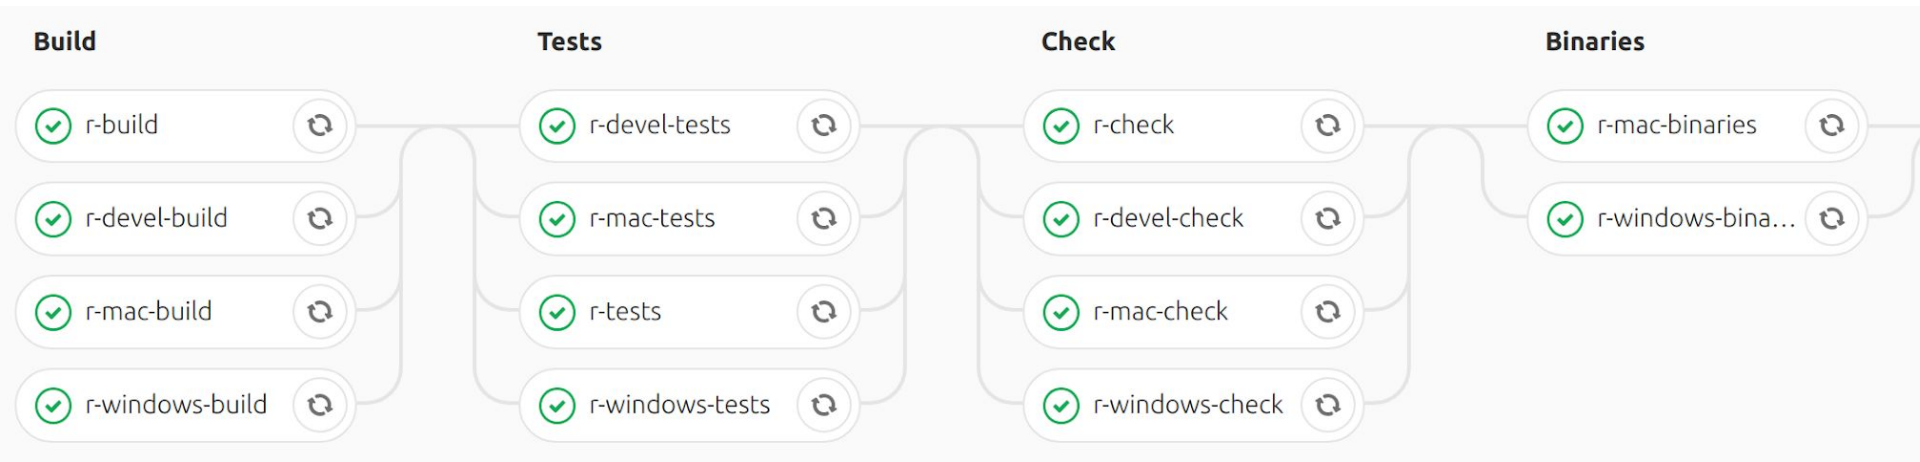 Build
r-build
r-devel-build
r-mac-build
r-windows-build
Tests
r-devel-tests
r-mac-tests
r-tests
r-windows-tests
Check
r-check
r-devel-check
r-mac-check
r-windows-check
Binaries
r-mac-binaries
r-windows-bina...